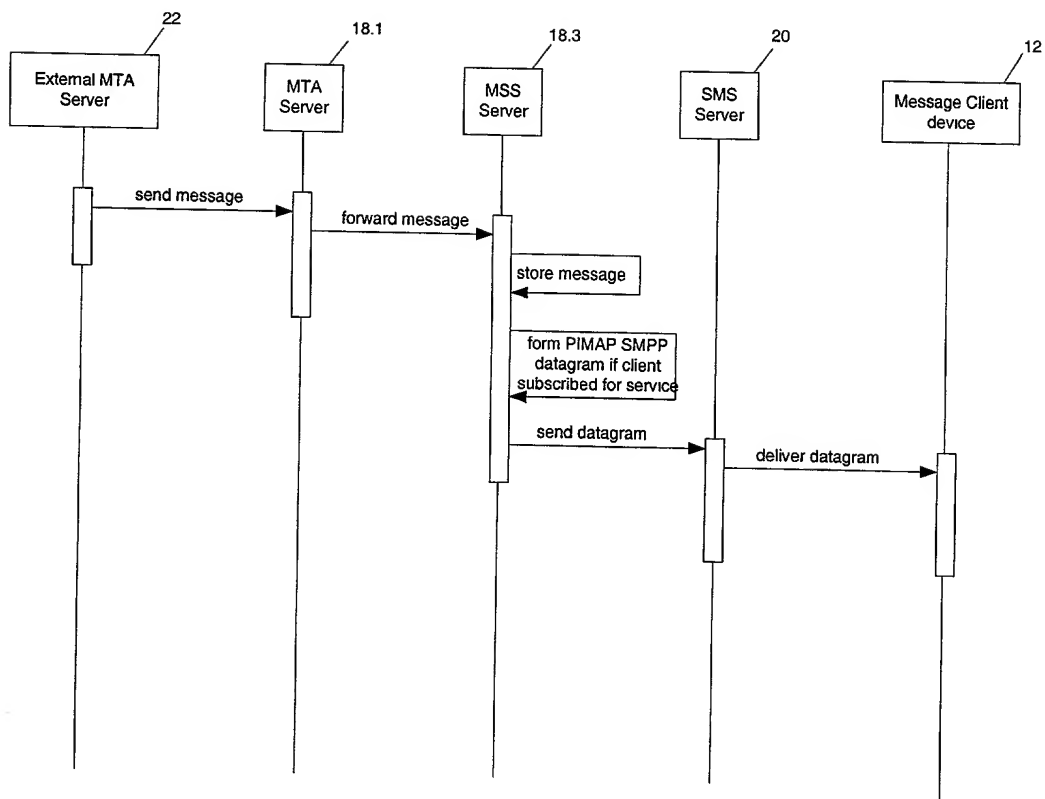 22
18.1
18.3
20
12
External MTA
Server
MTA
Server
MSS
Server
SMS
Server
Message Client
device
send message
forward message
store message
form PIMAP SMPP
datagram if client
subscribed for service
send datagram
deliver datagram